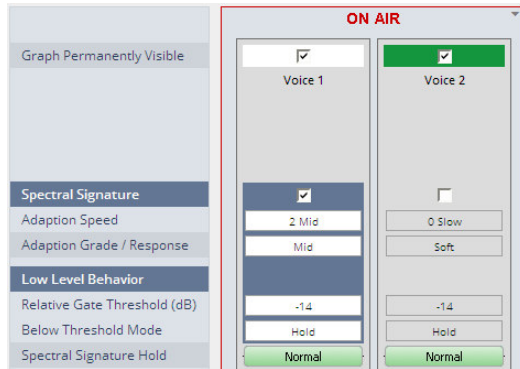 ON AIR
Graph Permanently Visible
Voice 1 Voice 2
Spectral Signature
Adaption Speed 2 Mid 0 Slow
Adaption Grade / Response Mid Soft
Low Level Behavior
Relative Gate Threshold (dB) -14 -14
Below Threshold Mode Hold Hold
Spectral Signature Hold Normal Normal